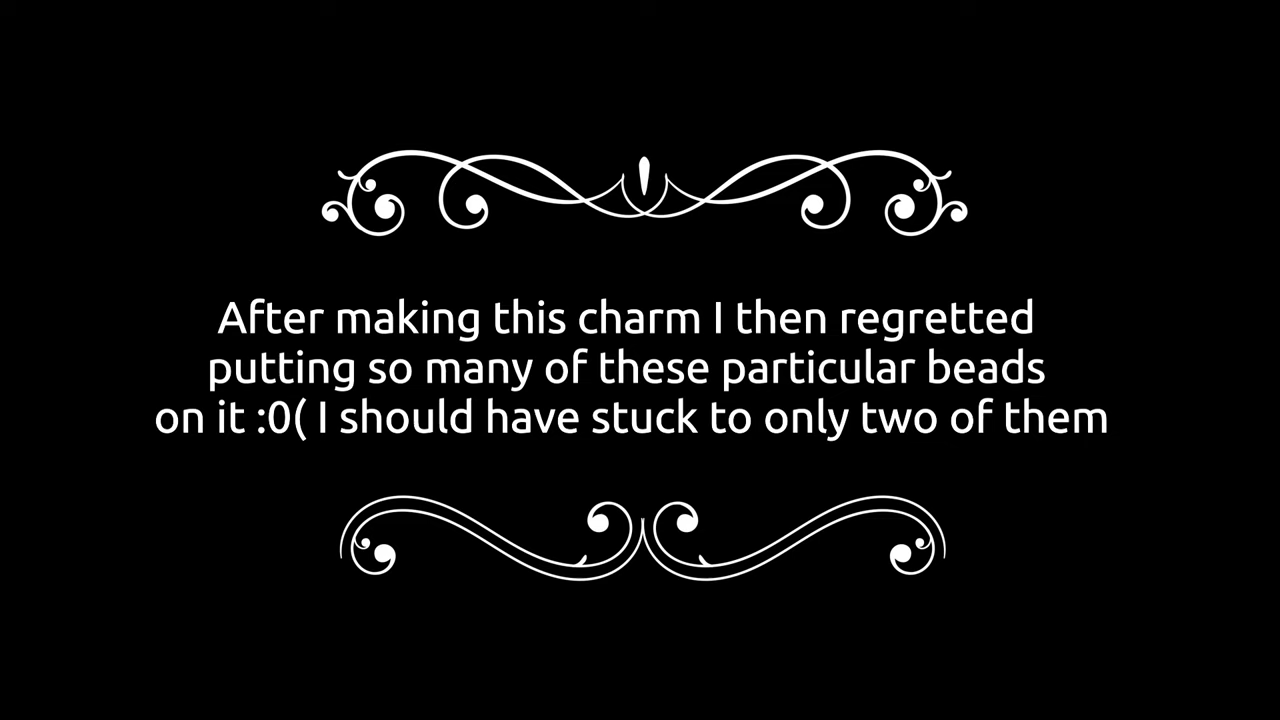 After making this charm I then regretted
putting so many of these particular beads
on it :0( I should have stuck to only two of them